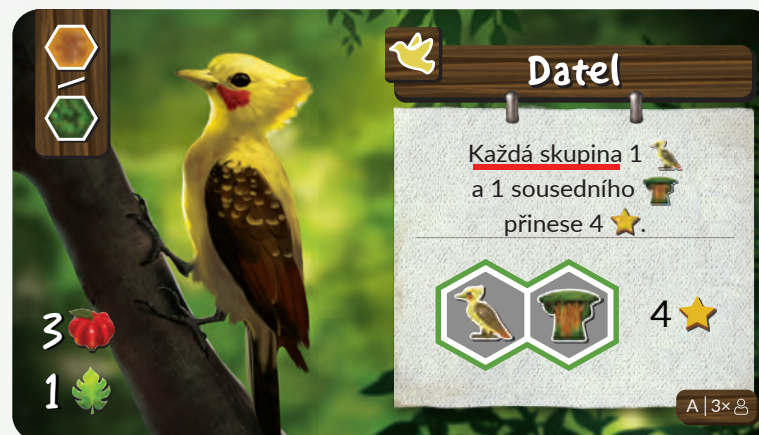 Datel
Každá skupina 1
a 1 sousedního
přinese 4 .
4
3
1
A | 3×